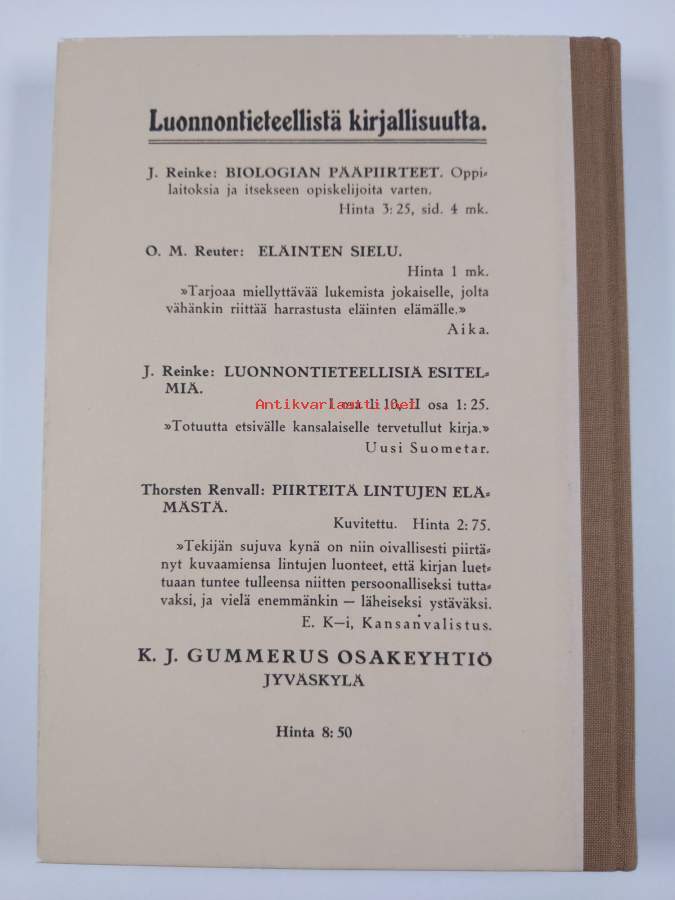 Luonnontieteellistä kirjallisuutta.
J. Reinke: BIOLOGIAN PÄÄPIIRTEET. Oppi-
laitoksia ja itsekseen opiskelijoita varten.
Hinta 3:25, sid. 4 mk.
O. M. Reuter: ELÄINTEN SIELU.
Hinta 1 mk.
»Tarjoaa miellyttävää lukemista jokaiselle, jolta
vähänkin riittää harrastusta eläinten elämälle.»
Aika.
J. Reinke: LUONNONTIETEELLISIÄ ESITEL-
MIÄ.
I osa 1:10, II osa 1:25.
Antikvariaatti.net
»Totuutta etsivälle kansalaiselle tervetullut kirja.»
Uusi Suometar.
Thorsten Renvall: PIIRTEITÄ LINTUJEN ELÄ-
MÄSTÄ.
Kuvitettu. Hinta 2:75.
»Tekijän sujuva kynä on niin oivallisesti piirtä-
nyt kuvaamiensa lintujen luonteet, että kirjan luet-
tuaan tuntee tulleensa niitten persoonalliseksi tutta-
vaksi, ja vielä enemmänkin — läheiseksi ystäväksi.
E. K—i, Kansanvalistus.
K. J. GUMMERUS OSAKEYHTIÖ
JYVÄSKYLÄ
Hinta 8:50